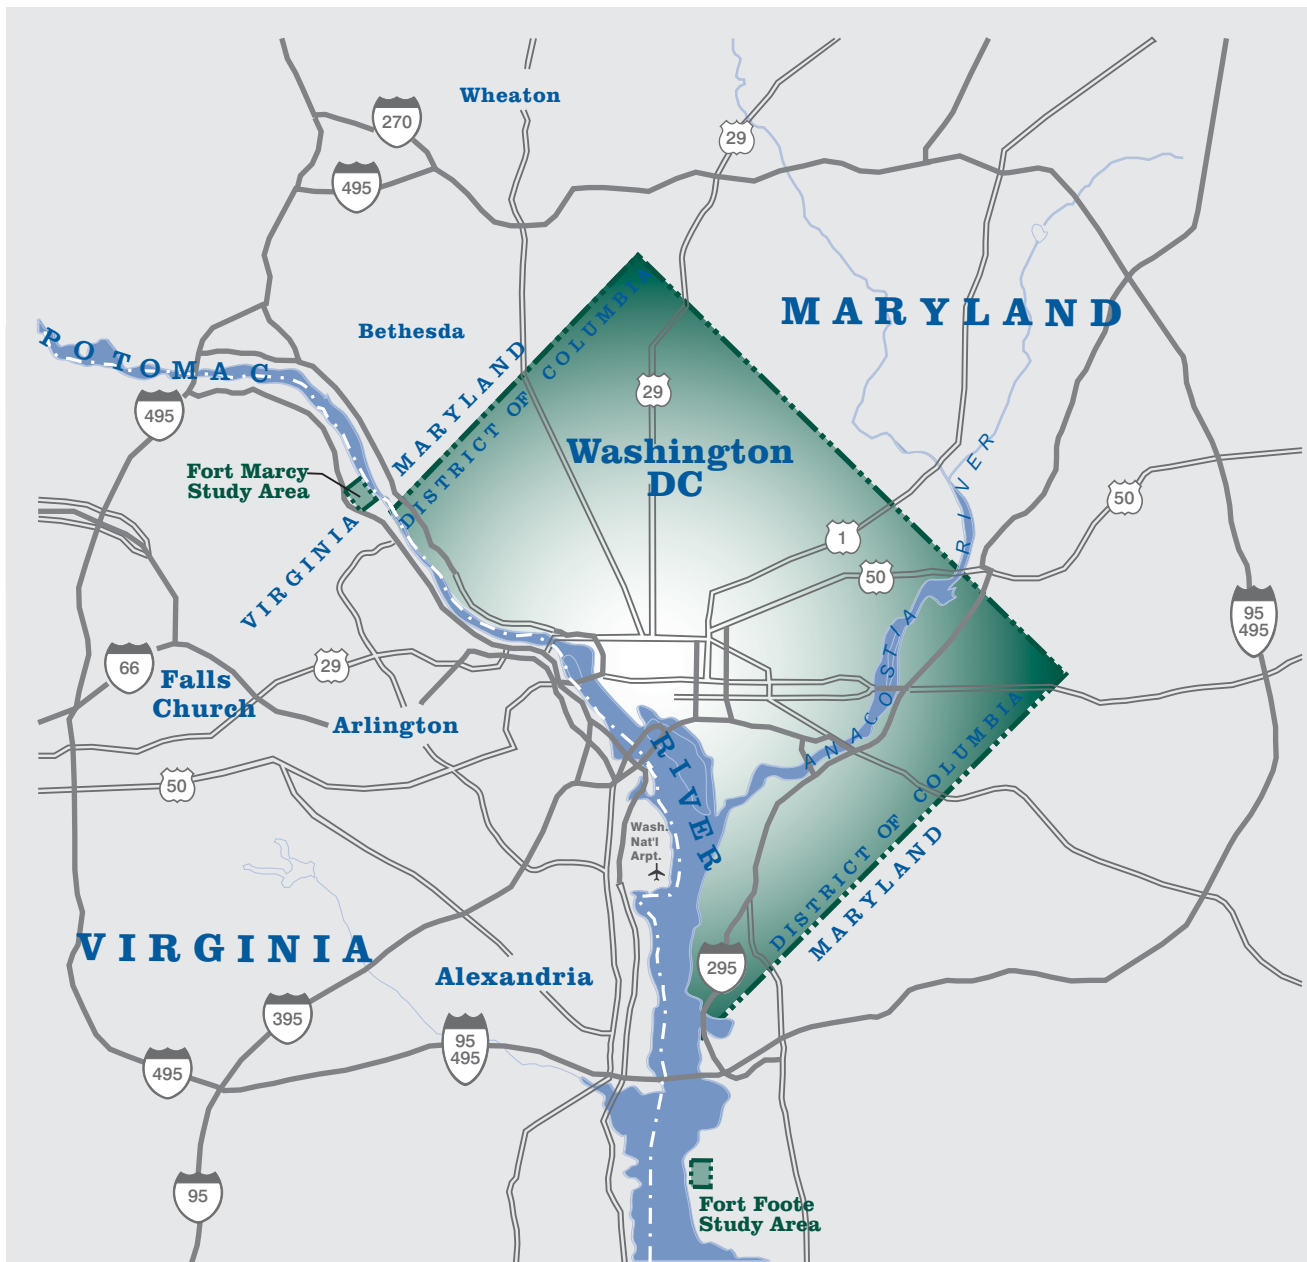 Wheaton
270
29
495
MARYLAND
Bethesda
POTOMAC
MARYLAND
DISTRICT OF COLUMBIA
29
495
Washington
DC
Fort Marcy
Study Area
RIVER
50
VIRGINIA
1
50
95
495
66
29
Falls
Church
Arlington
ANACOSTIA
RIVER
50
DISTRICT OF COLUMBIA
MARYLAND
Wash.
Nat'l
Arpt.
VIRGINIA
Alexandria
295
395
95
495
495
95
Fort Foote
Study Area